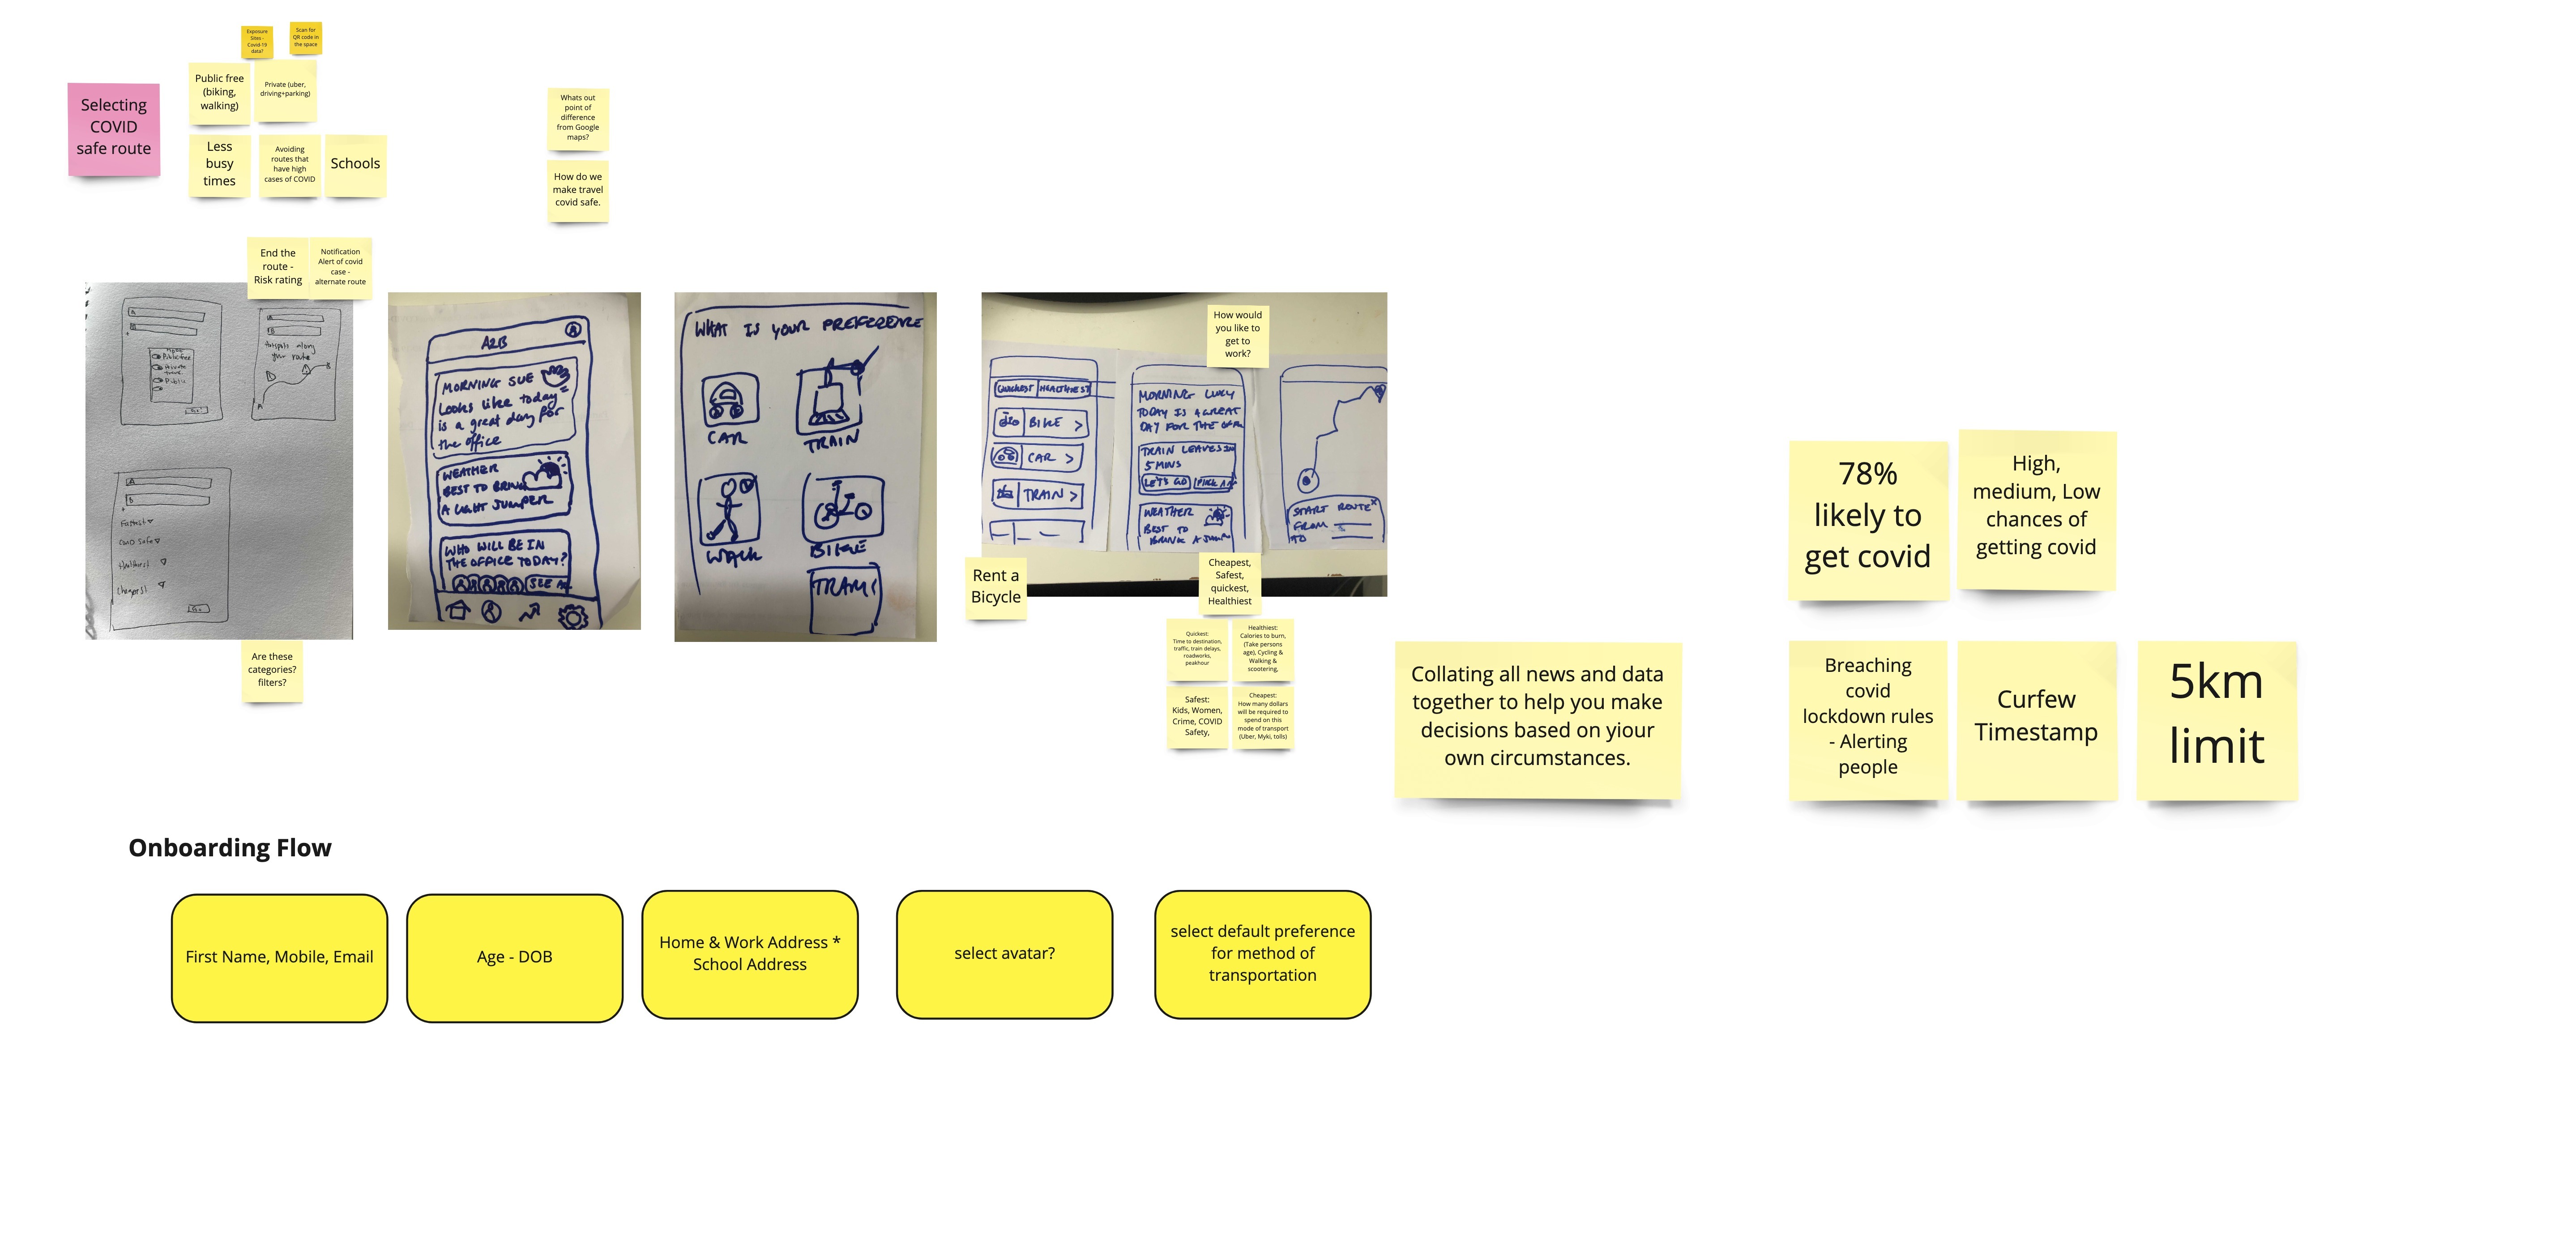 Exposure
Sites -
Covid-19
data?
Scan for
QR code in
the space
Selecting
COVID
safe route
Public free
(biking,
walking)
Private (uber,
driving+parking)
Less
busy
times
Avoiding
routes that
have high
cases of COVID
Schools
Whats out
point of
difference
from Google
maps?
How do we
make travel
covid safe.
End the
route -
Risk rating
Notification
Alert of covid
case -
alternate route
A
B
Public free
Private
travel
Public
Go
A
B
Hotspots along
your route
A
B
A
B
Fastest
Covid Safe
Healthiest
Cheapest
Go
Are these
categories?
filters?
A2B
MORNING SUE
Looks like today
is a great day for
the office
WEATHER
BEST TO BRING
A LIGHT JUMPER
WHO WILL BE IN
THE OFFICE TODAY?
SEE AL
WHAT IS YOUR PREFERENCE
CAR
TRAIN
WALK
BIKE
TRAM
How would
you like to
get to
work?
QUICKEST HEALTHIEST
BIKE >
CAR >
TRAIN >
MORNING LUCY
TODAY IS A GREAT
DAY FOR THE
TRAIN LEAVES IN
5 MINS
LET'S GO
WEATHER
BEST TO
BRING A JUMP
START ROUTE X
FROM
TO
Rent a
Bicycle
Cheapest,
Safest,
quickest,
Healthiest
Quickest:
Time to destination,
traffic, train delays,
roadworks,
peakhour
Healthiest:
Calories to burn,
(Take persons
age), Cycling &
Walking &
scootering,
Safest:
Kids, Women,
Crime, COVID
Safety,
Cheapest:
How many dollars
will be required to
spend on this
mode of transport
(Uber, Myki, tolls)
Collating all news and data
together to help you make
decisions based on yiour
own circumstances.
78%
likely to
get covid
High,
medium, Low
chances of
getting covid
Breaching
covid
lockdown rules
- Alerting
people
Curfew
Timestamp
5km
limit
Onboarding Flow
First Name, Mobile, Email
Age - DOB
Home & Work Address *
School Address
select avatar?
select default preference
for method of
transportation